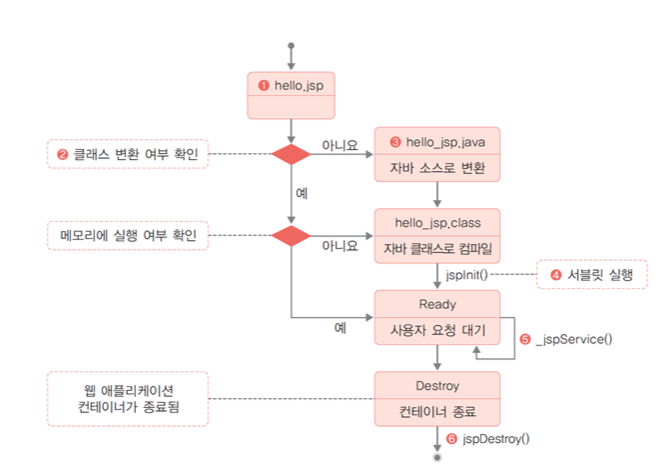 ❶ hello.jsp
❷ 클래스 변환 여부 확인
아니요
❸ hello_jsp.java
자바 소스로 변환
예
메모리에 실행 여부 확인
아니요
hello_jsp.class
자바 클래스로 컴파일
jspInit()
❹ 서블릿 실행
예
Ready
사용자 요청 대기
❺ _jspService()
웹 애플리케이션
컨테이너가 종료됨
Destroy
컨테이너 종료
❻ jspDestroy()